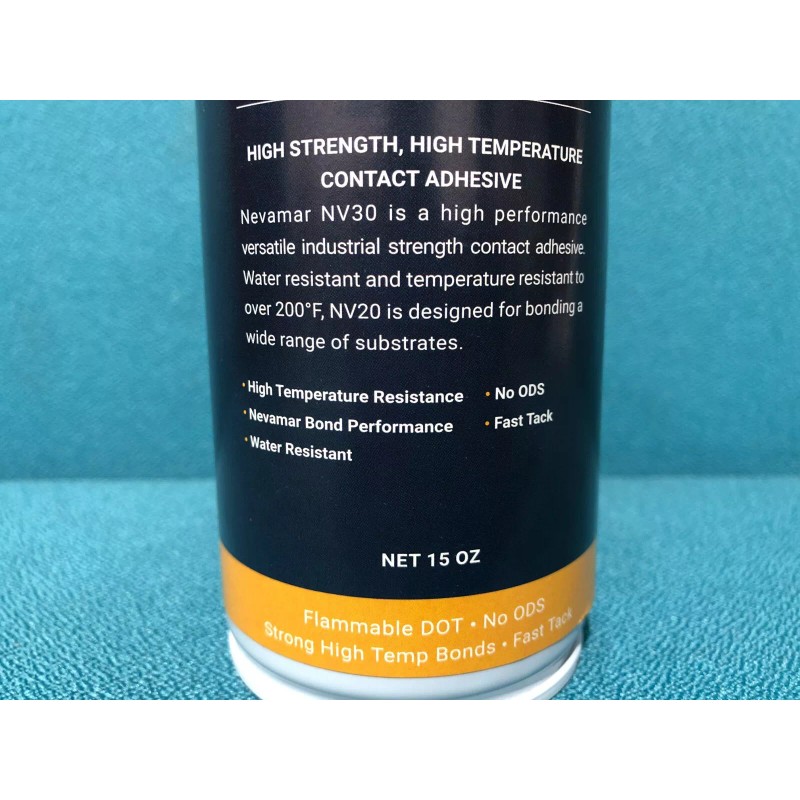 HIGH STRENGTH, HIGH TEMPERATURE
CONTACT ADHESIVE
Nevamar NV30 is a high performance
versatile industrial strength contact adhesive.
Water resistant and temperature resistant to
over 200°F, NV20 is designed for bonding a
wide range of substrates.
• High Temperature Resistance • No ODS
• Nevamar Bond Performance • Fast Tack
• Water Resistant
NET 15 OZ
Flammable DOT • No ODS
Strong High Temp Bonds • Fast Tack